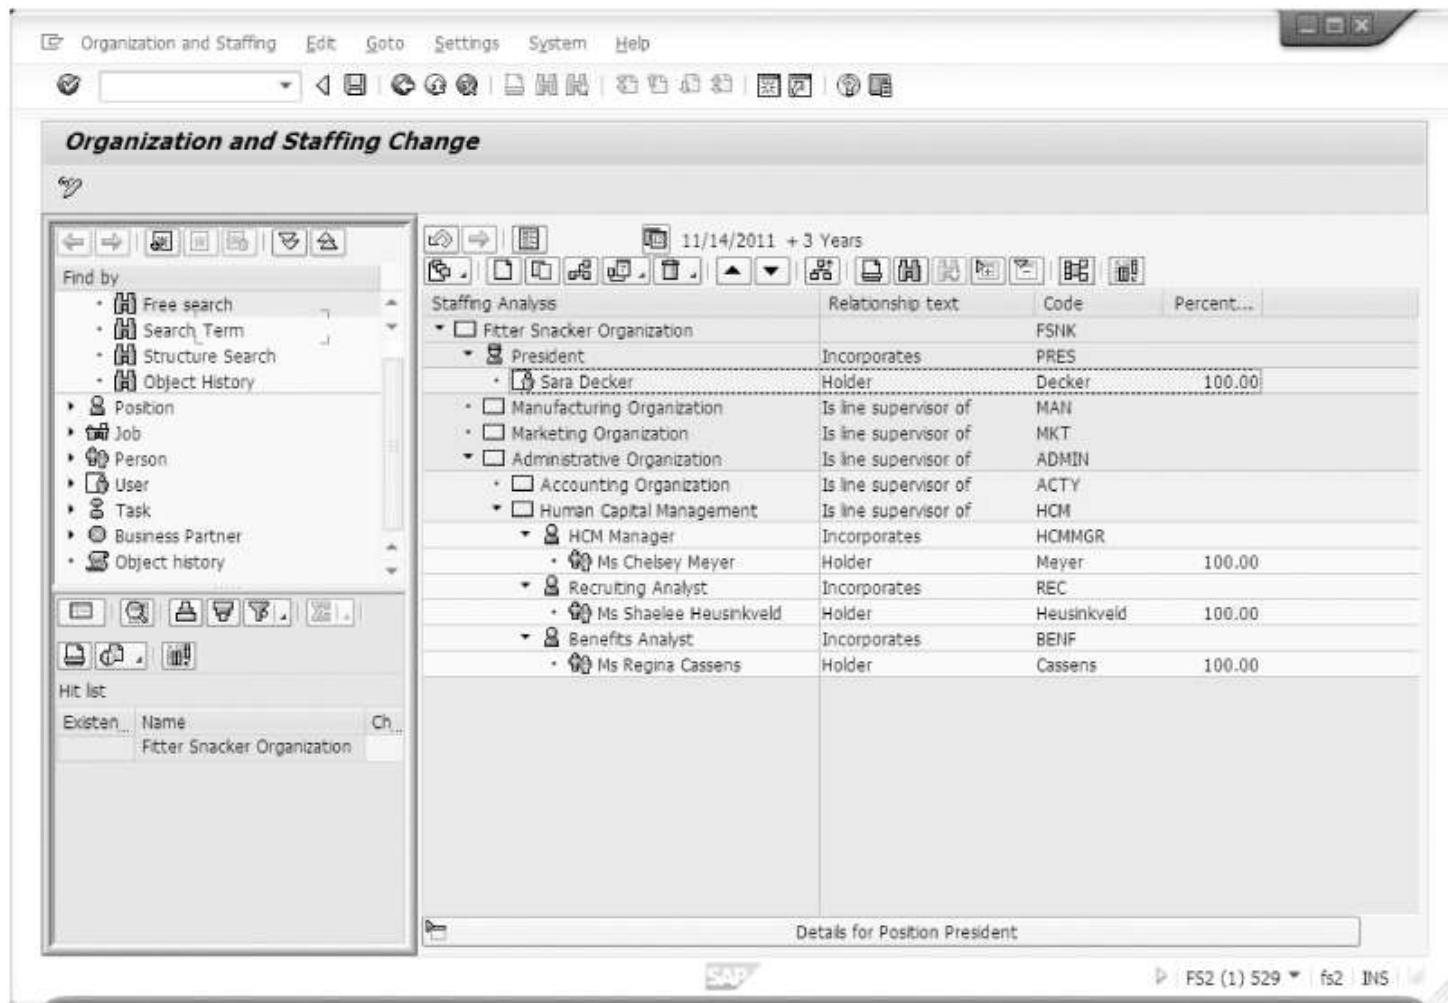 Organization and Staffing Edit Goto Settings System Help
Organization and Staffing Change
11/14/2011 + 3 Years
Find by
Free search
Search Term
Structure Search
Object History
Position
Job
Person
User
Task
Business Partner
Object history
Hit list
Existen... Name Ch...
Fitter Snacker Organization
Staffing Analysis Relationship text Code Percent...
Fitter Snacker Organization FSNK
President Incorporates PRES
Sara Decker Holder Decker 100.00
Manufacturing Organization Is line supervisor of MAN
Marketing Organization Is line supervisor of MKT
Administrative Organization Is line supervisor of ADMIN
Accounting Organization Is line supervisor of ACTY
Human Capital Management Is line supervisor of HCM
HCM Manager Incorporates HCMMGR
Ms Chelsey Meyer Holder Meyer 100.00
Recruiting Analyst Incorporates REC
Ms Shaelee Heusinkveld Holder Heusinkveld 100.00
Benefits Analyst Incorporates BENF
Ms Regina Cassens Holder Cassens 100.00
Details for Position President
SAP
FS2 (1) 529 fs2 INS